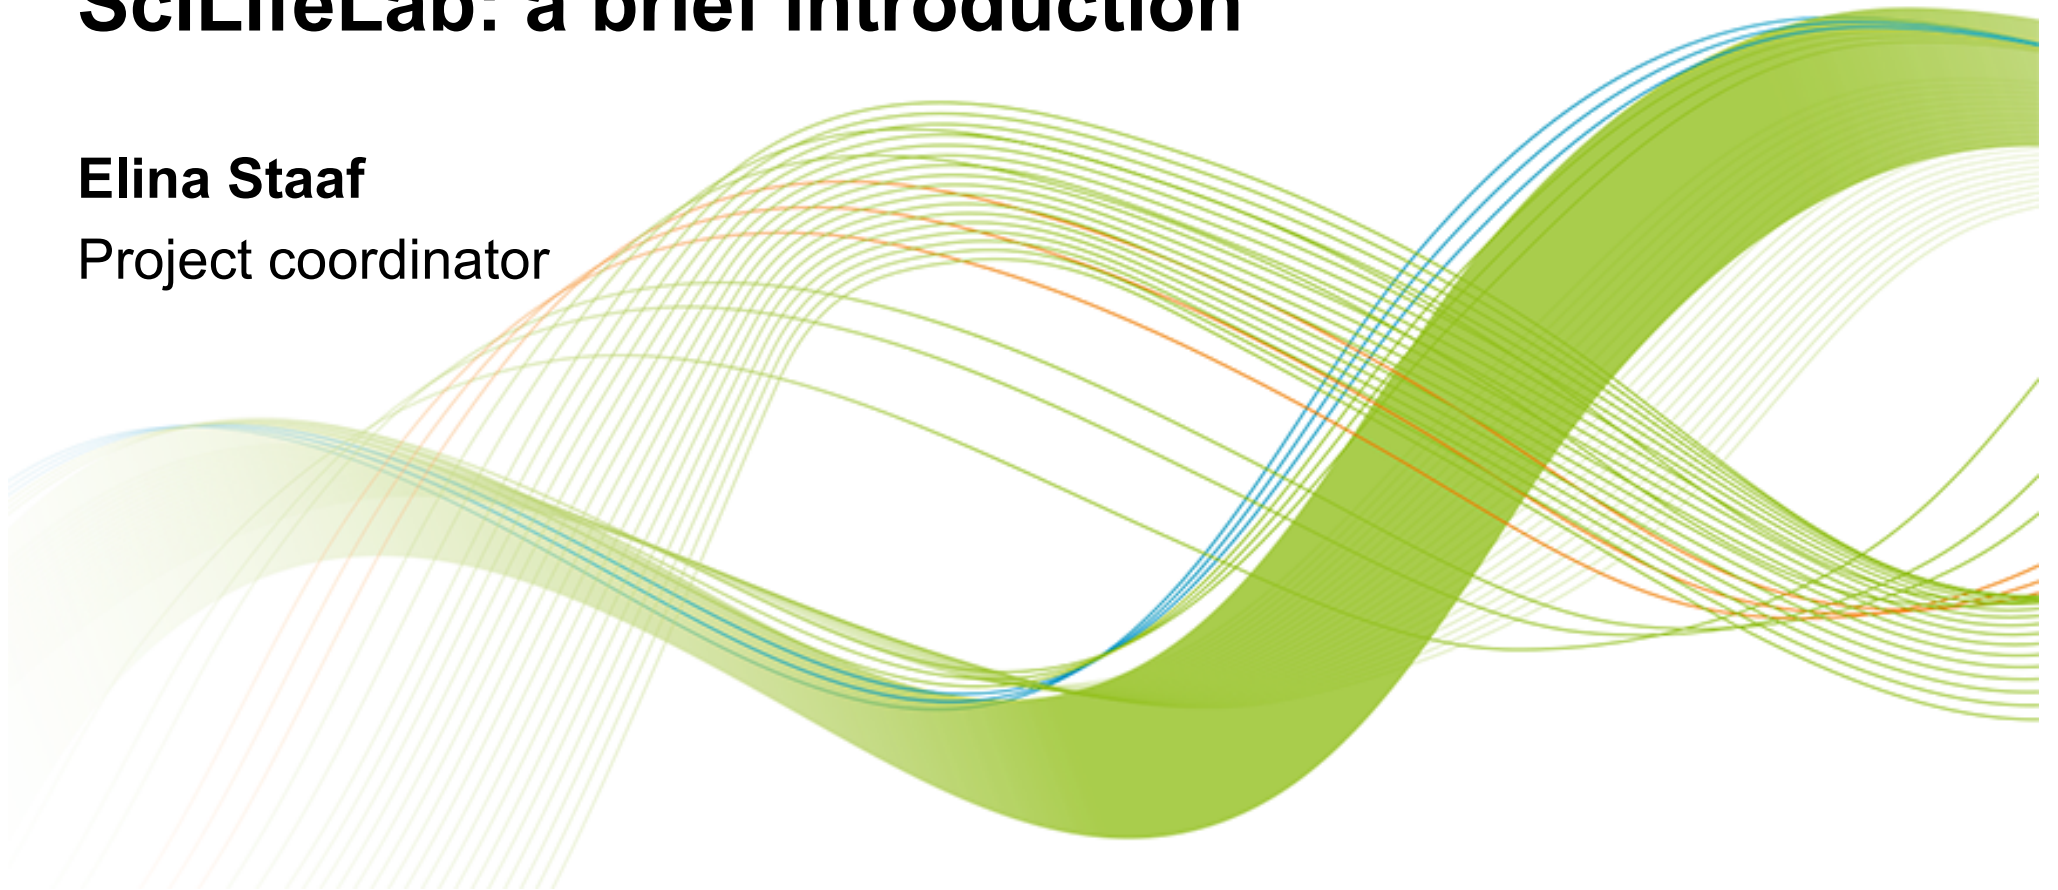 SciLifeLab: a brief introduction
Elina Staaf
Project coordinator